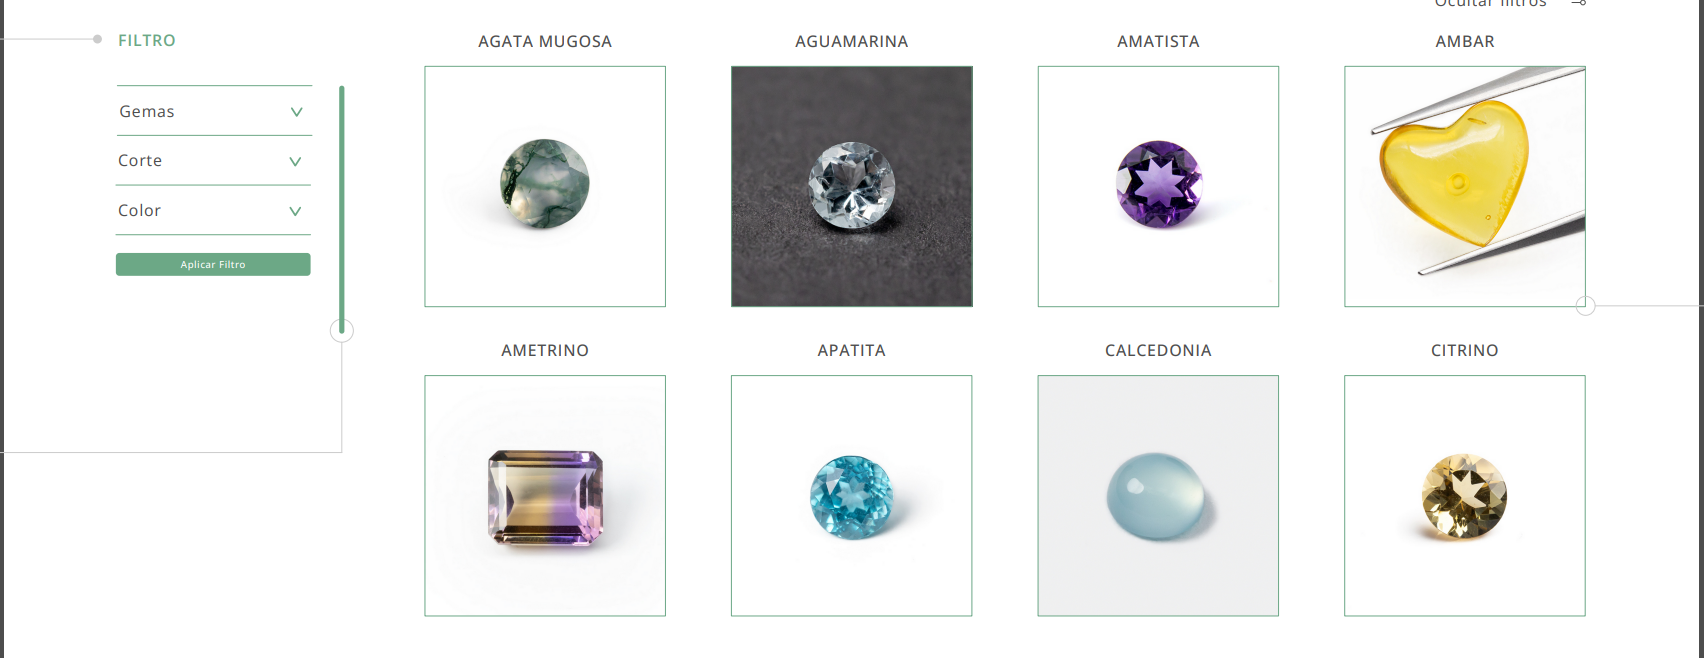 Ocultar filtros
FILTRO
Gemas
Corte
Color
Aplicar Filtro
AGATA MUGOSA
AGUAMARINA
AMATISTA
AMBAR
AMETRINO
APATITA
CALCEDONIA
CITRINO